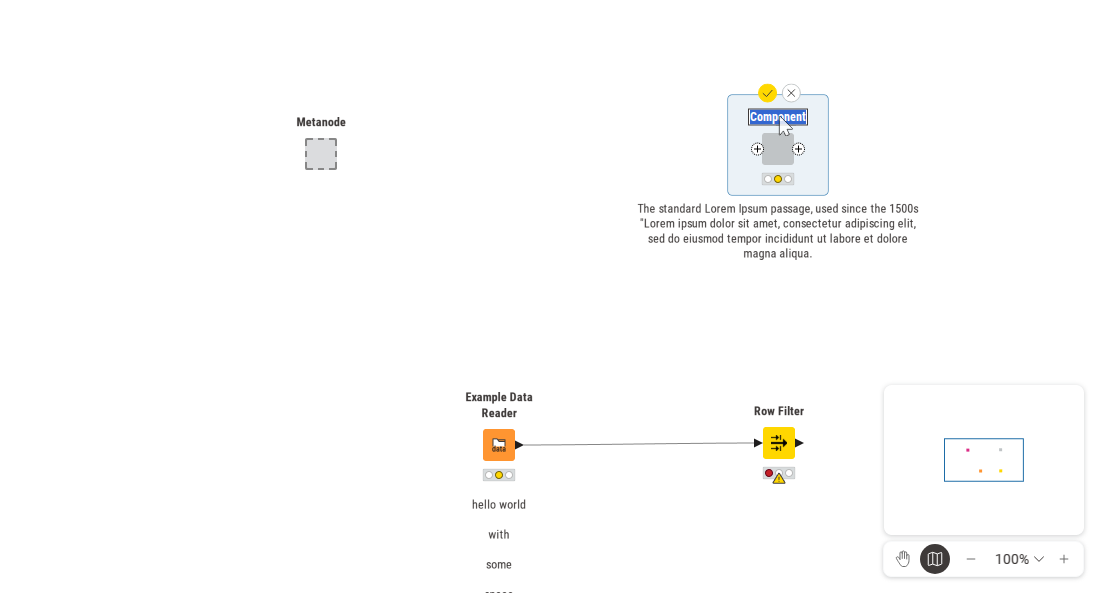 Metanode
Component
The standard Lorem Ipsum passage, used since the 1500s
"Lorem ipsum dolor sit amet, consectetur adipiscing elit,
sed do eiusmod tempor incididunt ut labore et dolore
magna aliqua.
Example Data
Reader
data
Row Filter
hello world
with
some
100%